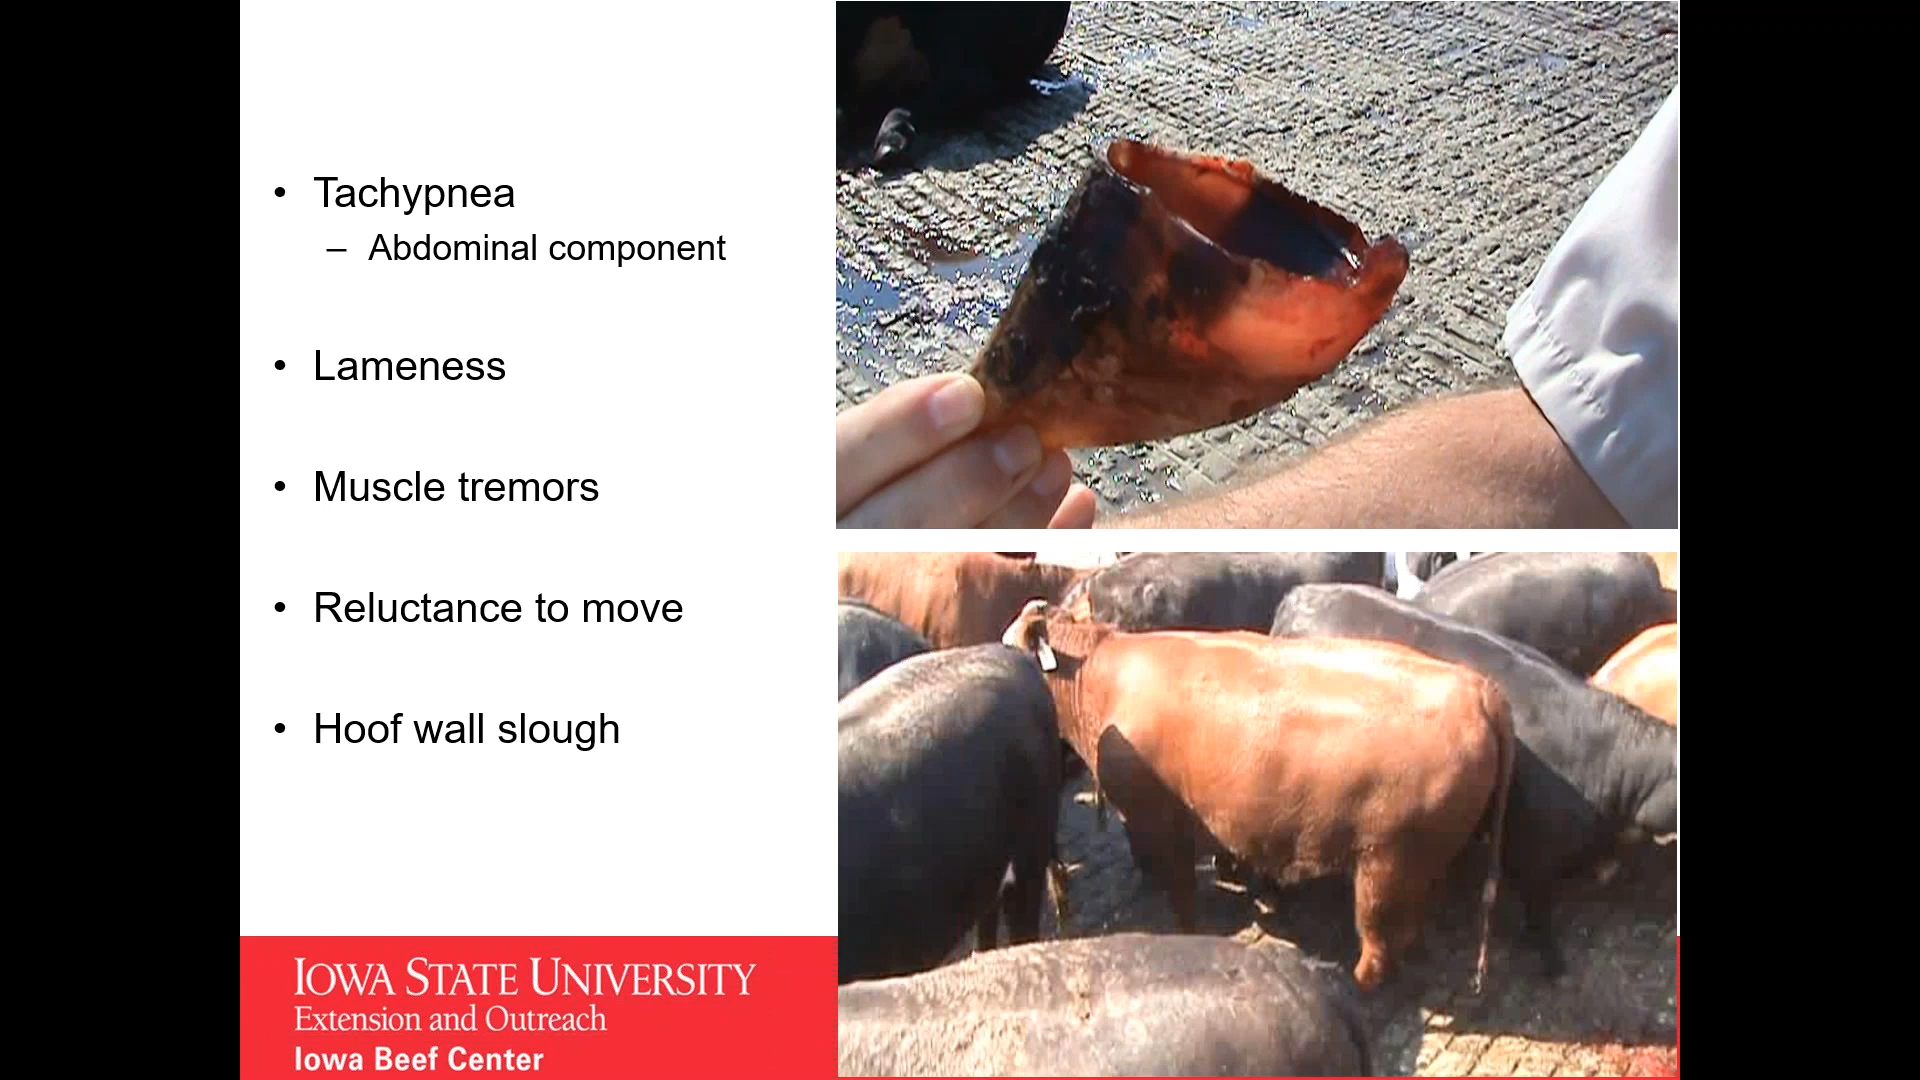 • Tachypnea
– Abdominal component
• Lameness
• Muscle tremors
• Reluctance to move
• Hoof wall slough
IOWA STATE UNIVERSITY
Extension and Outreach
Iowa Beef Center